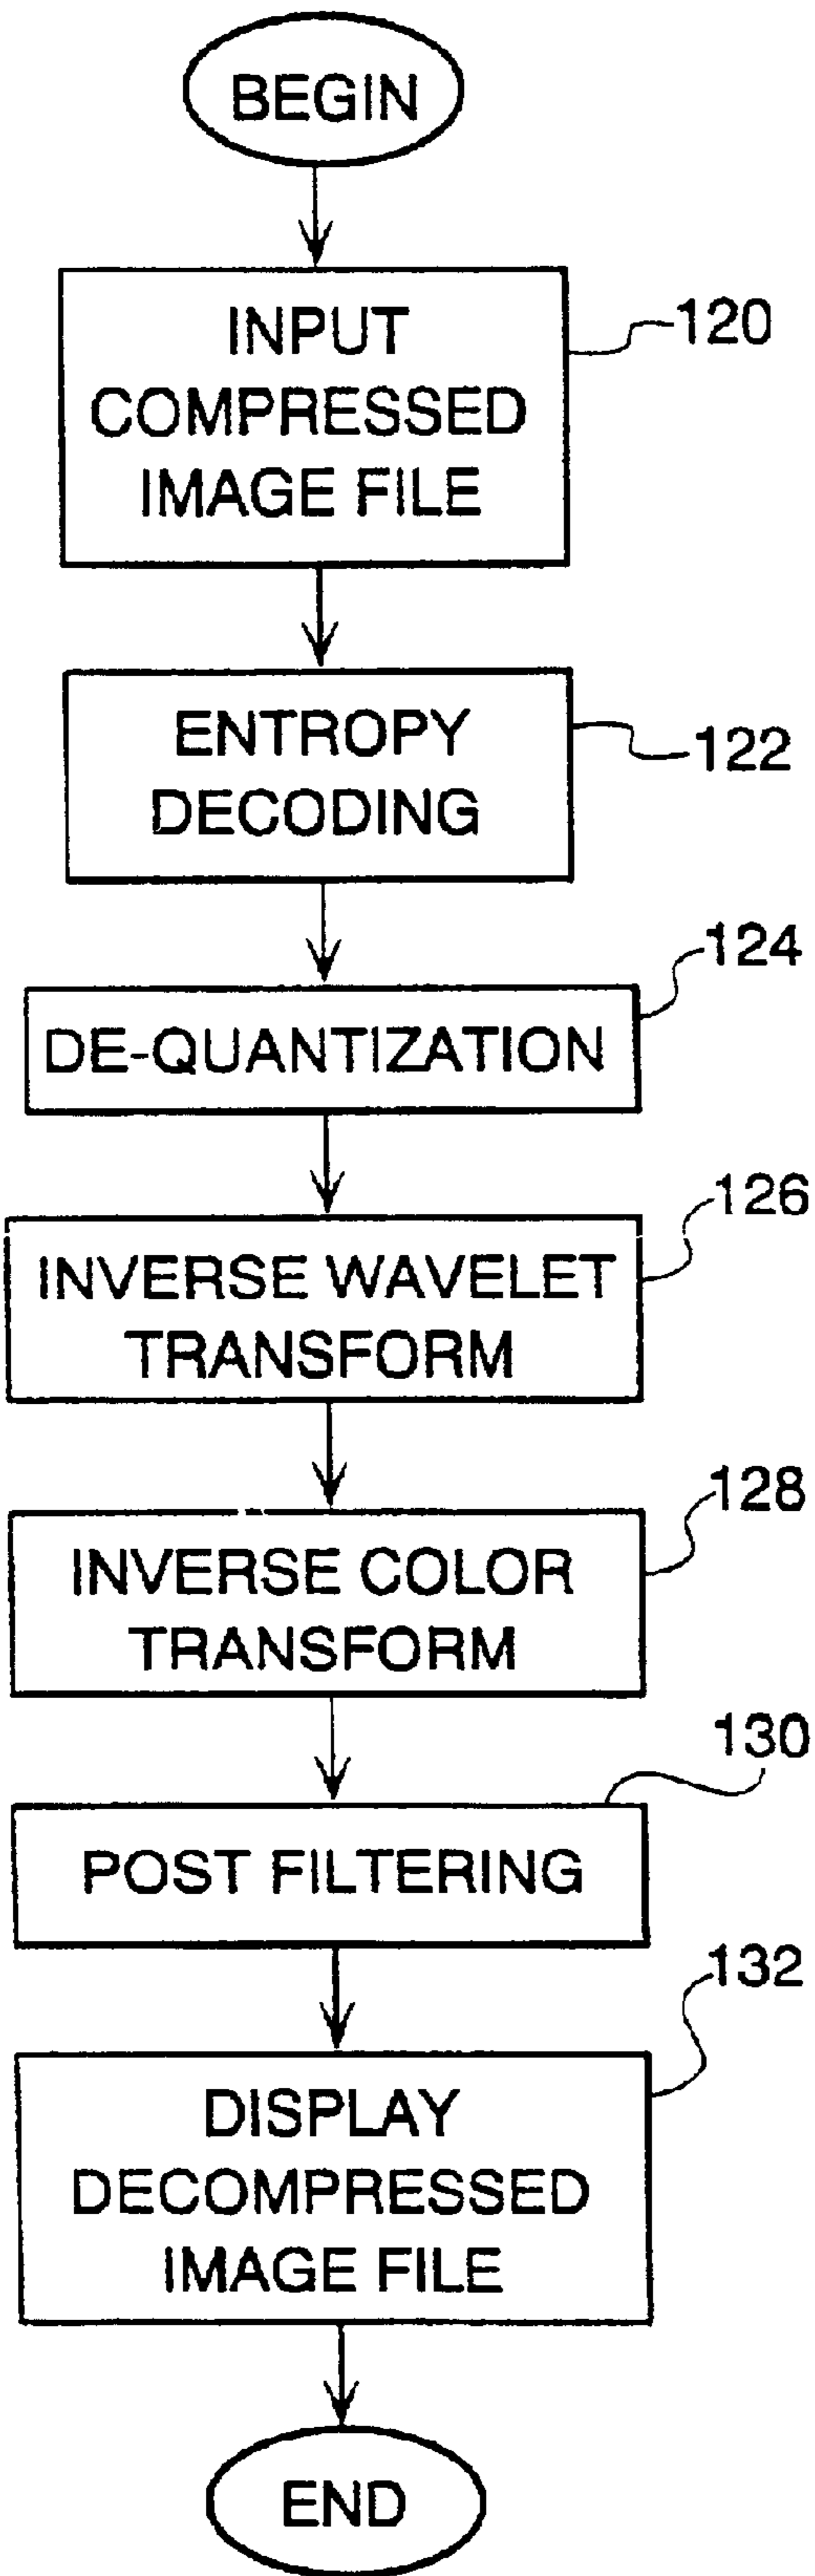 BEGIN
INPUT
COMPRESSED
IMAGE FILE
120
ENTROPY
DECODING
122
124
DE-QUANTIZATION
126
INVERSE WAVELET
TRANSFORM
128
INVERSE COLOR
TRANSFORM
130
POST FILTERING
132
DISPLAY
DECOMPRESSED
IMAGE FILE
END